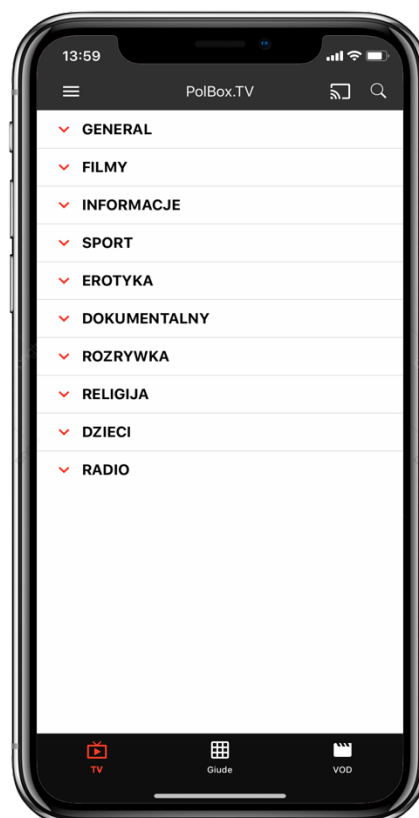 13:59
PolBox.TV
GENERAL
FILMY
INFORMACJE
SPORT
EROTYKA
DOKUMENTALNY
ROZRYWKA
RELIGIJA
DZIECI
RADIO
TV Giude VOD